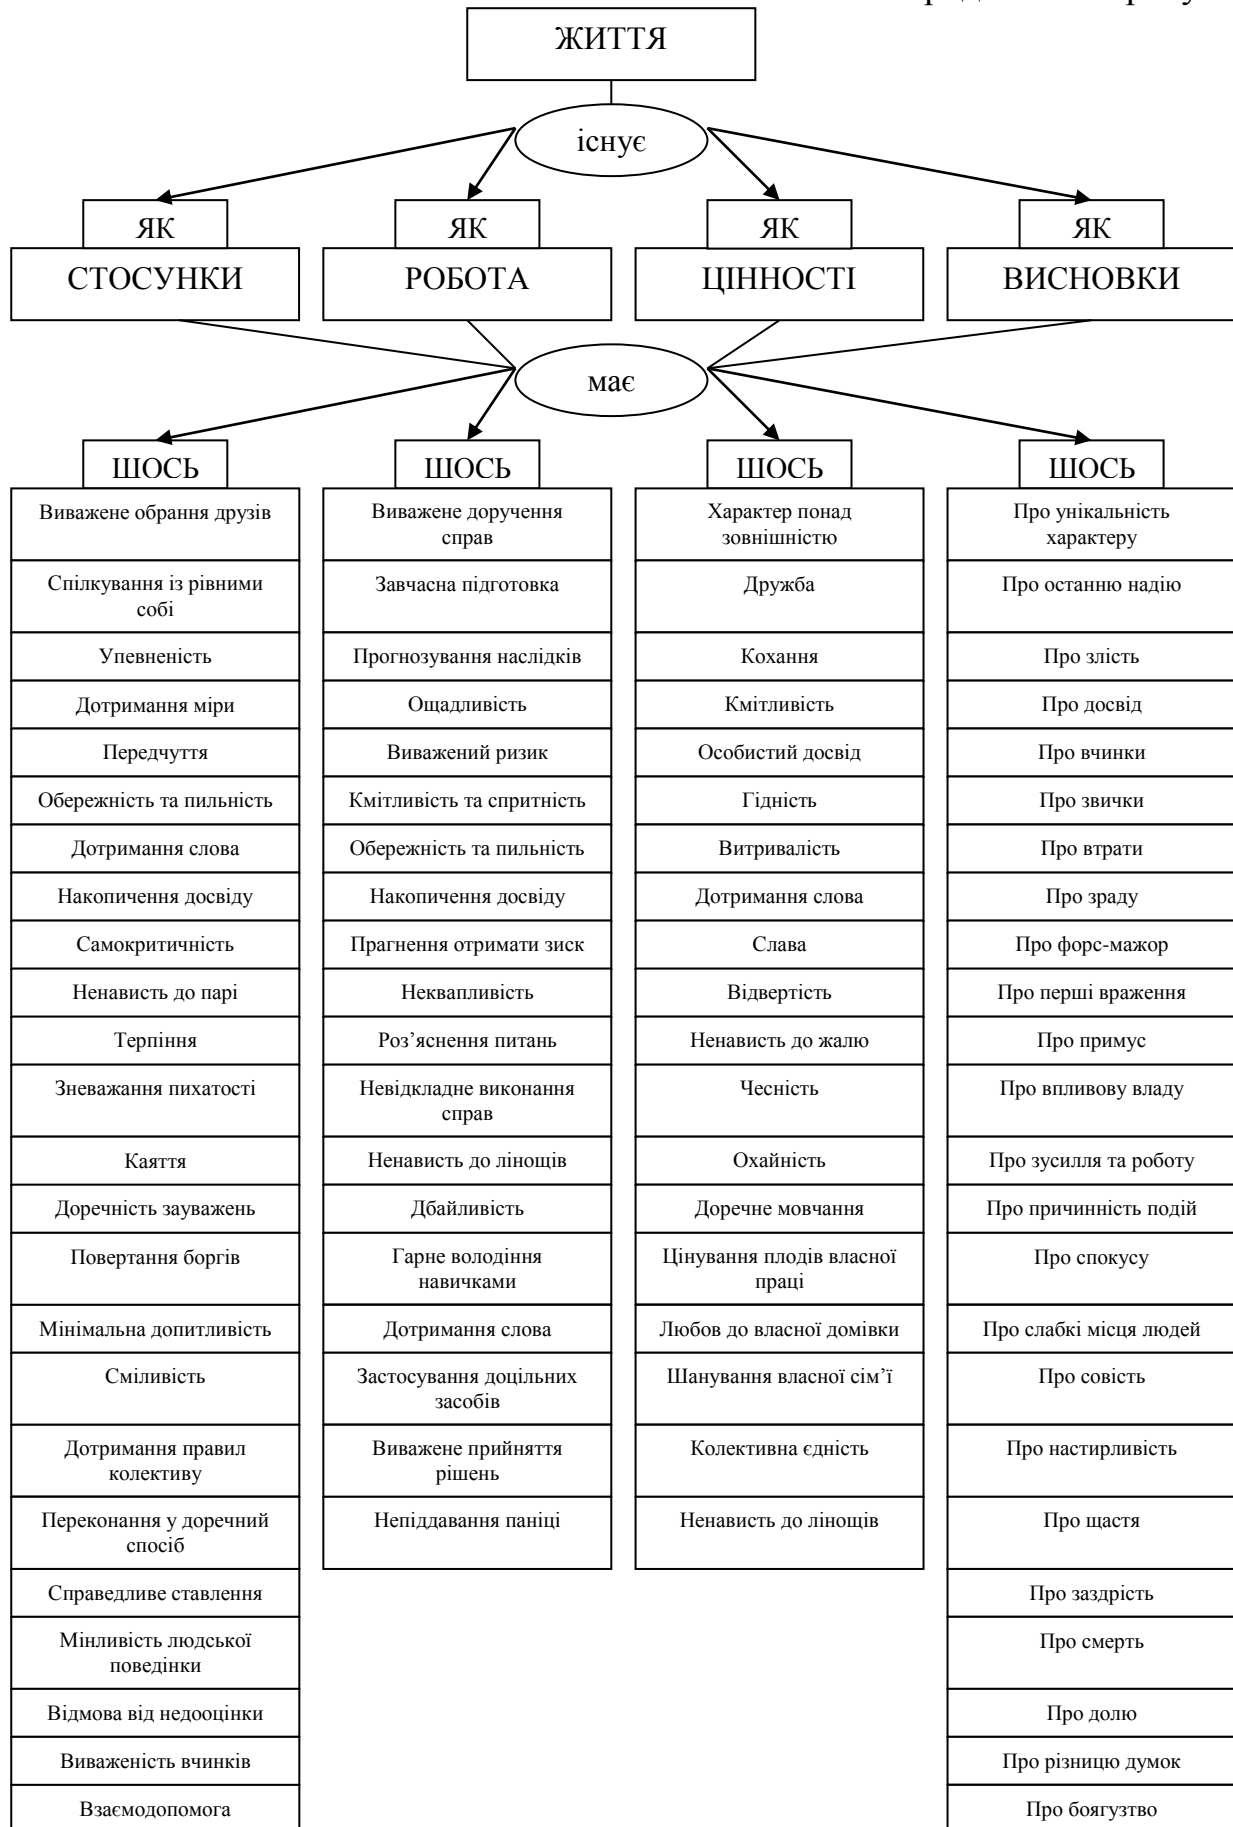 ЖИТТЯ
існує
ЯК
ЯК
ЯК
ЯК
СТОСУНКИ
РОБОТА
ЦІННОСТІ
ВИСНОВКИ
має
ЩОСЬ
ЩОСЬ
ЩОСЬ
ЩОСЬ
Виважене обрання друзів
Спілкування із рівними
собі
Упевненість
Дотримання міри
Передчуття
Обережність та пильність
Дотримання слова
Накопичення досвіду
Самокритичність
Ненависть до парі
Терпіння
Зневажання пихатості
Каяття
Доречність зауважень
Повертання боргів
Мінімальна допитливість
Сміливість
Дотримання правил
колективу
Переконання у доречний
спосіб
Справедливе ставлення
Мінливість людської
поведінки
Відмова від недооцінки
Виваженість вчинків
Взаємодопомога
Виважене доручення
справ
Завчасна підготовка
Прогнозування наслідків
Ощадливість
Виважений ризик
Кмітливість та спритність
Обережність та пильність
Накопичення досвіду
Прагнення отримати зиск
Неквапливість
Роз’яснення питань
Невідкладне виконання
справ
Ненависть до лінощів
Дбайливість
Гарне володіння
навичками
Дотримання слова
Застосування доцільних
засобів
Виважене прийняття
рішень
Непіддавання паніці
Характер понад
зовнішністю
Дружба
Кохання
Кмітливість
Особистий досвід
Гідність
Витривалість
Дотримання слова
Слава
Відвертість
Ненависть до жалю
Чесність
Охайність
Доречне мовчання
Цінування плодів власної
праці
Любов до власної домівки
Шанування власної сім’ї
Колективна єдність
Ненависть до лінощів
Про унікальність
характеру
Про останню надію
Про злість
Про досвід
Про вчинки
Про звички
Про втрати
Про зраду
Про форс-мажор
Про перші враження
Про примус
Про впливову владу
Про зусилля та роботу
Про причинність подій
Про спокусу
Про слабкі місця людей
Про совість
Про настирливість
Про щастя
Про заздрість
Про смерть
Про долю
Про різницю думок
Про боягузтво